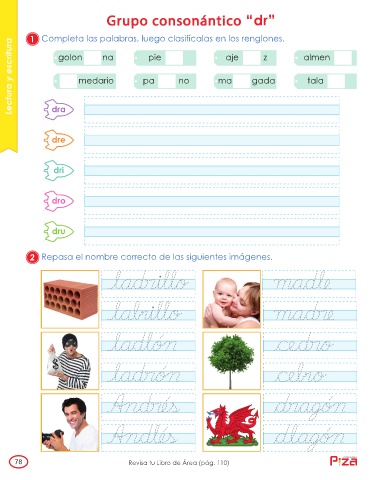 Grupo consonántico “dr”
Lectura y escritura
1 Completa las palabras, luego clasifícalas en los renglones.
golon na
pie
aje z
almen
medario
pa no
ma gada
tala
dra
dre
dri
dro
dru
2 Repasa el nombre correcto de las siguientes imágenes.
ladrillo
labrillo
madle
madre
ladlón
ladrón
cedro
celro
Andrés
Andlés
dragón
dlagón
78
Revisa tu Libro de Área (pág. 110)
Piza